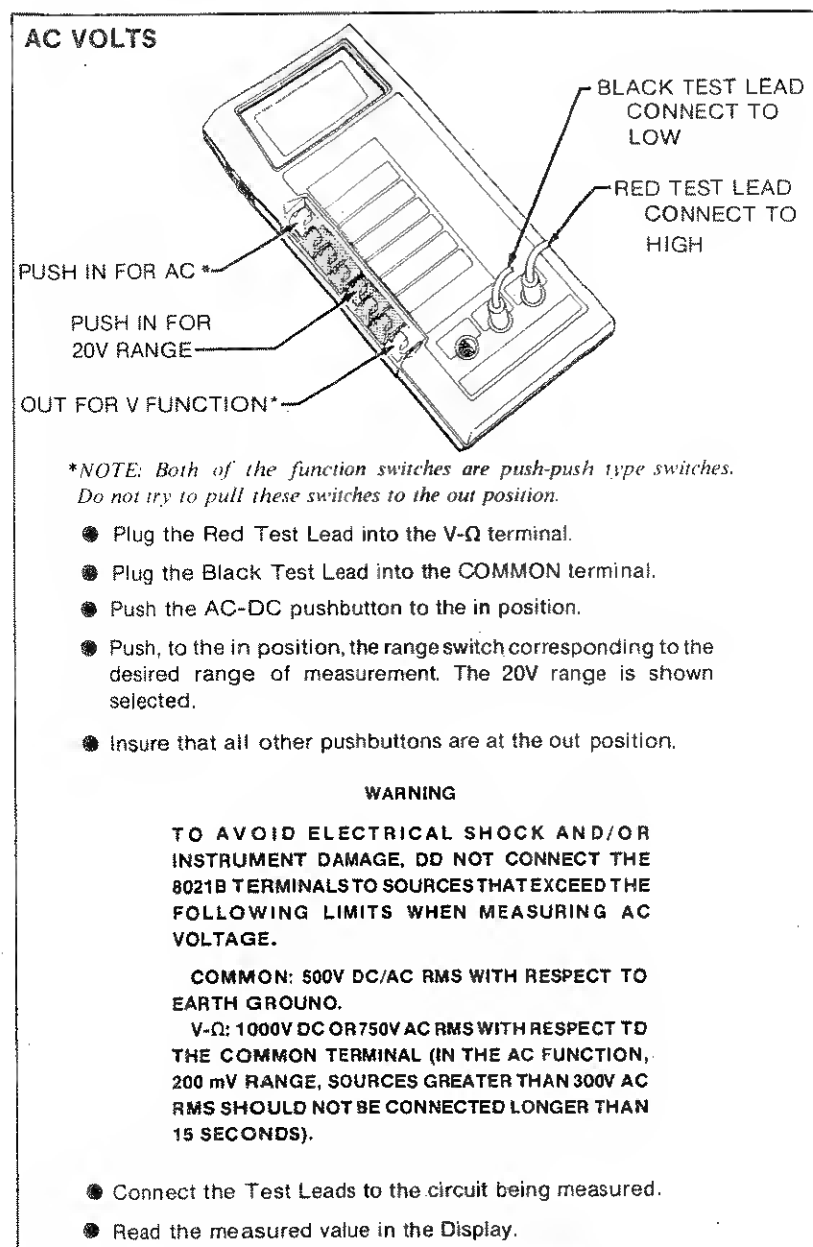 AC VOLTS
BLACK TEST LEAD
CONNECT TO
LOW
RED TEST LEAD
CONNECT TO
HIGH
PUSH IN FOR AC *
PUSH IN FOR
20V RANGE
OUT FOR V FUNCTION*
*NOTE: Both of the function switches are push-push type switches.
Do not try to pull these switches to the out position.
● Plug the Red Test Lead into the V-Ω terminal.
● Plug the Black Test Lead into the COMMON terminal.
● Push the AC-DC pushbutton to the in position.
● Push, to the in position, the range switch corresponding to the
desired range of measurement. The 20V range is shown
selected.
● Insure that all other pushbuttons are at the out position.
WARNING
TO AVOID ELECTRICAL SHOCK AND/OR
INSTRUMENT DAMAGE, DO NOT CONNECT THE
8021B TERMINALS TO SOURCES THAT EXCEED THE
FOLLOWING LIMITS WHEN MEASURING AC
VOLTAGE.
COMMON: 500V DC/AC RMS WITH RESPECT TO
EARTH GROUND.
V-Ω: 1000V DC OR 750V AC RMS WITH RESPECT TO
THE COMMON TERMINAL (IN THE AC FUNCTION,
200 mV RANGE, SOURCES GREATER THAN 300V AC
RMS SHOULD NOT BE CONNECTED LONGER THAN
15 SECONDS).
● Connect the Test Leads to the circuit being measured.
● Read the measured value in the Display.